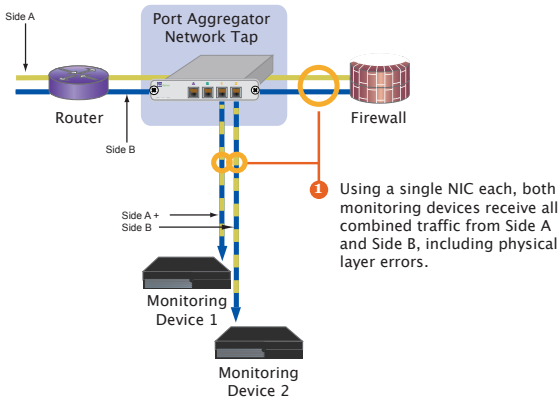 Side A
Port Aggregator
Network Tap
Router
Firewall
Side B
1
Using a single NIC each, both
monitoring devices receive all
combined traffic from Side A
and Side B, including physical
layer errors.
Side A +
Side B
Monitoring
Device 1
Monitoring
Device 2